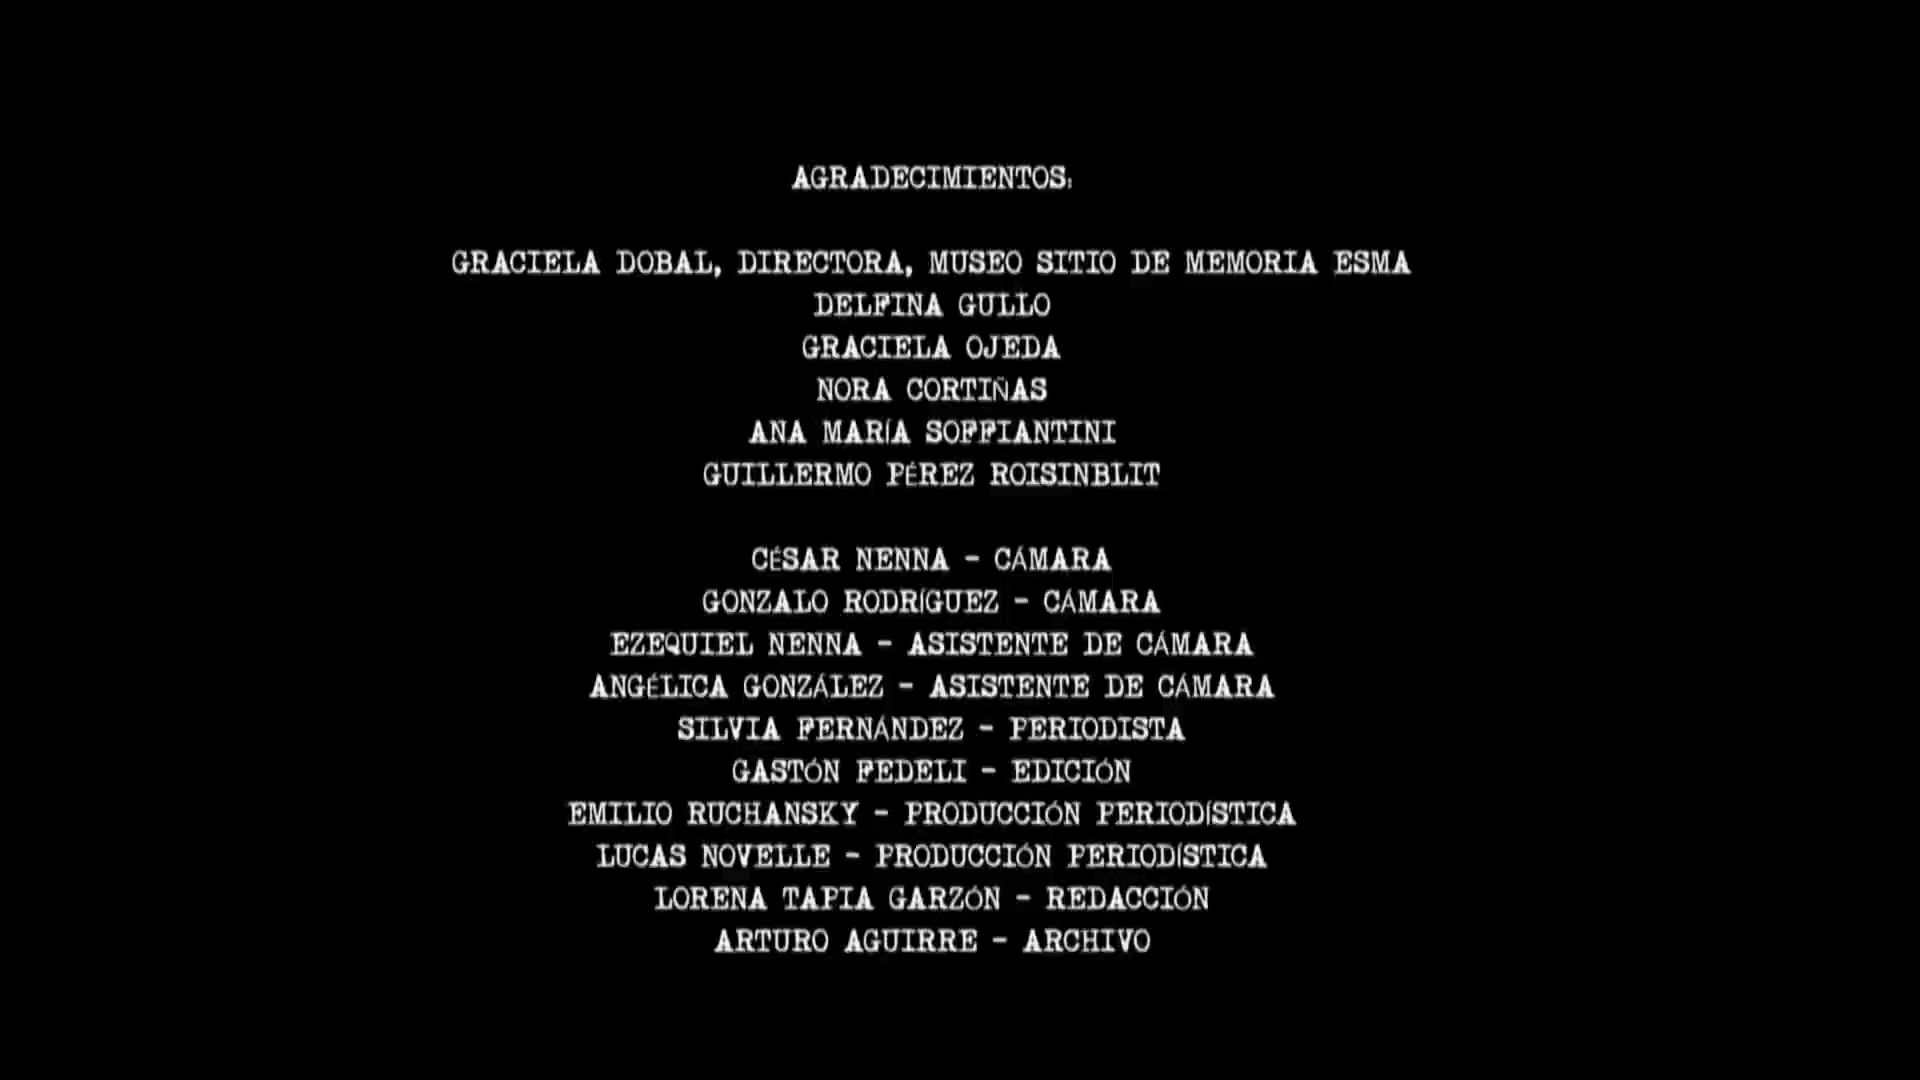 AGRADECIMIENTOS:
GRACIELA DOBAL, DIRECTORA, MUSEO SITIO DE MEMORIA ESMA
DELFINA GULLO
GRACIELA OJEDA
NORA CORTIÑAS
ANA MARÍA SOFFIANTINI
GUILLERMO PÉREZ ROISINBLIT
CÉSAR NENNA - CÁMARA
GONZALO RODRÍGUEZ - CÁMARA
EZEQUIEL NENNA - ASISTENTE DE CÁMARA
ANGÉLICA GONZÁLEZ - ASISTENTE DE CÁMARA
SILVIA FERNÁNDEZ - PERIODISTA
GASTÓN FEDELI - EDICIÓN
EMILIO RUCHANSKY - PRODUCCIÓN PERIODÍSTICA
LUCAS NOVELLE - PRODUCCIÓN PERIODÍSTICA
LORENA TAPIA GARZÓN - REDACCIÓN
ARTURO AGUIRRE - ARCHIVO